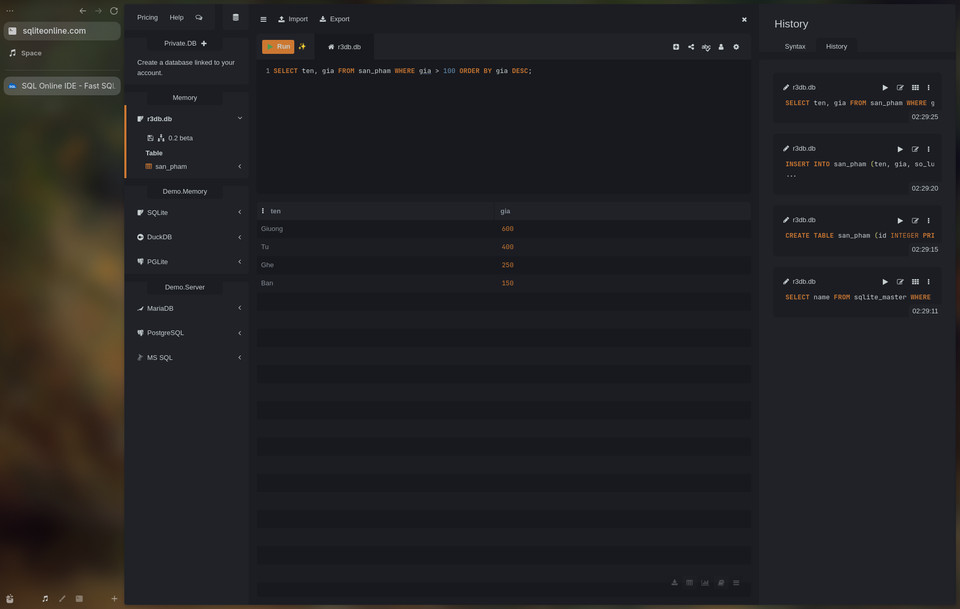 sqliteonline.com
Space
SQL Online IDE - Fast SQL
Pricing
Help
Private.DB
Create a database linked to your
account.
Memory
r3db.db
0.2 beta
Table
san_pham
Demo.Memory
SQLite
DuckDB
PGLite
Demo.Server
MariaDB
PostgreSQL
MS SQL
Import
Export
Run
r3db.db
abc
1 SELECT ten, gia FROM san_pham WHERE gia > 100 ORDER BY gia DESC;
ten gia
Giuong 600
Tu 400
Ghe 250
Ban 150
History
Syntax
History
r3db.db
SELECT ten, gia FROM san_pham WHERE g
02:29:25
r3db.db
INSERT INTO san_pham (ten, gia, so_lu
...
02:29:20
r3db.db
CREATE TABLE san_pham (id INTEGER PRI
02:29:15
r3db.db
SELECT name FROM sqlite_master WHERE
02:29:11